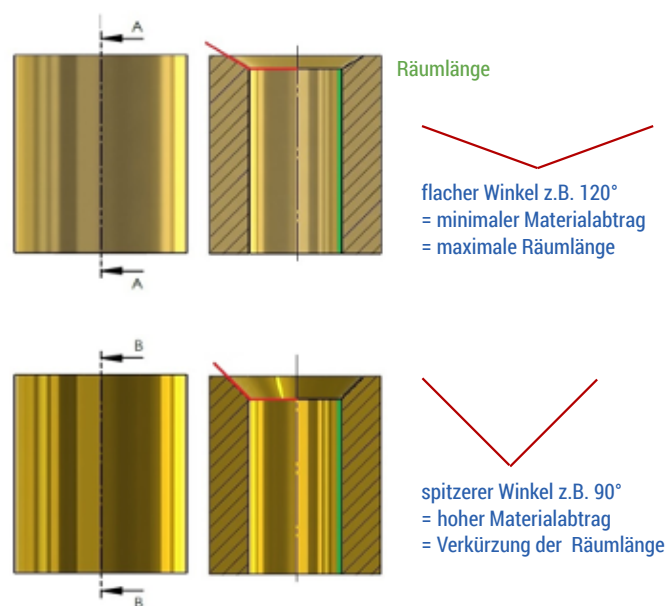 A
Räumlänge
flacher Winkel z.B. 120°
= minimaler Materialabtrag
= maximale Räumlänge
A
B
spitzerer Winkel z.B. 90°
= hoher Materialabtrag
= Verkürzung der Räumlänge
B